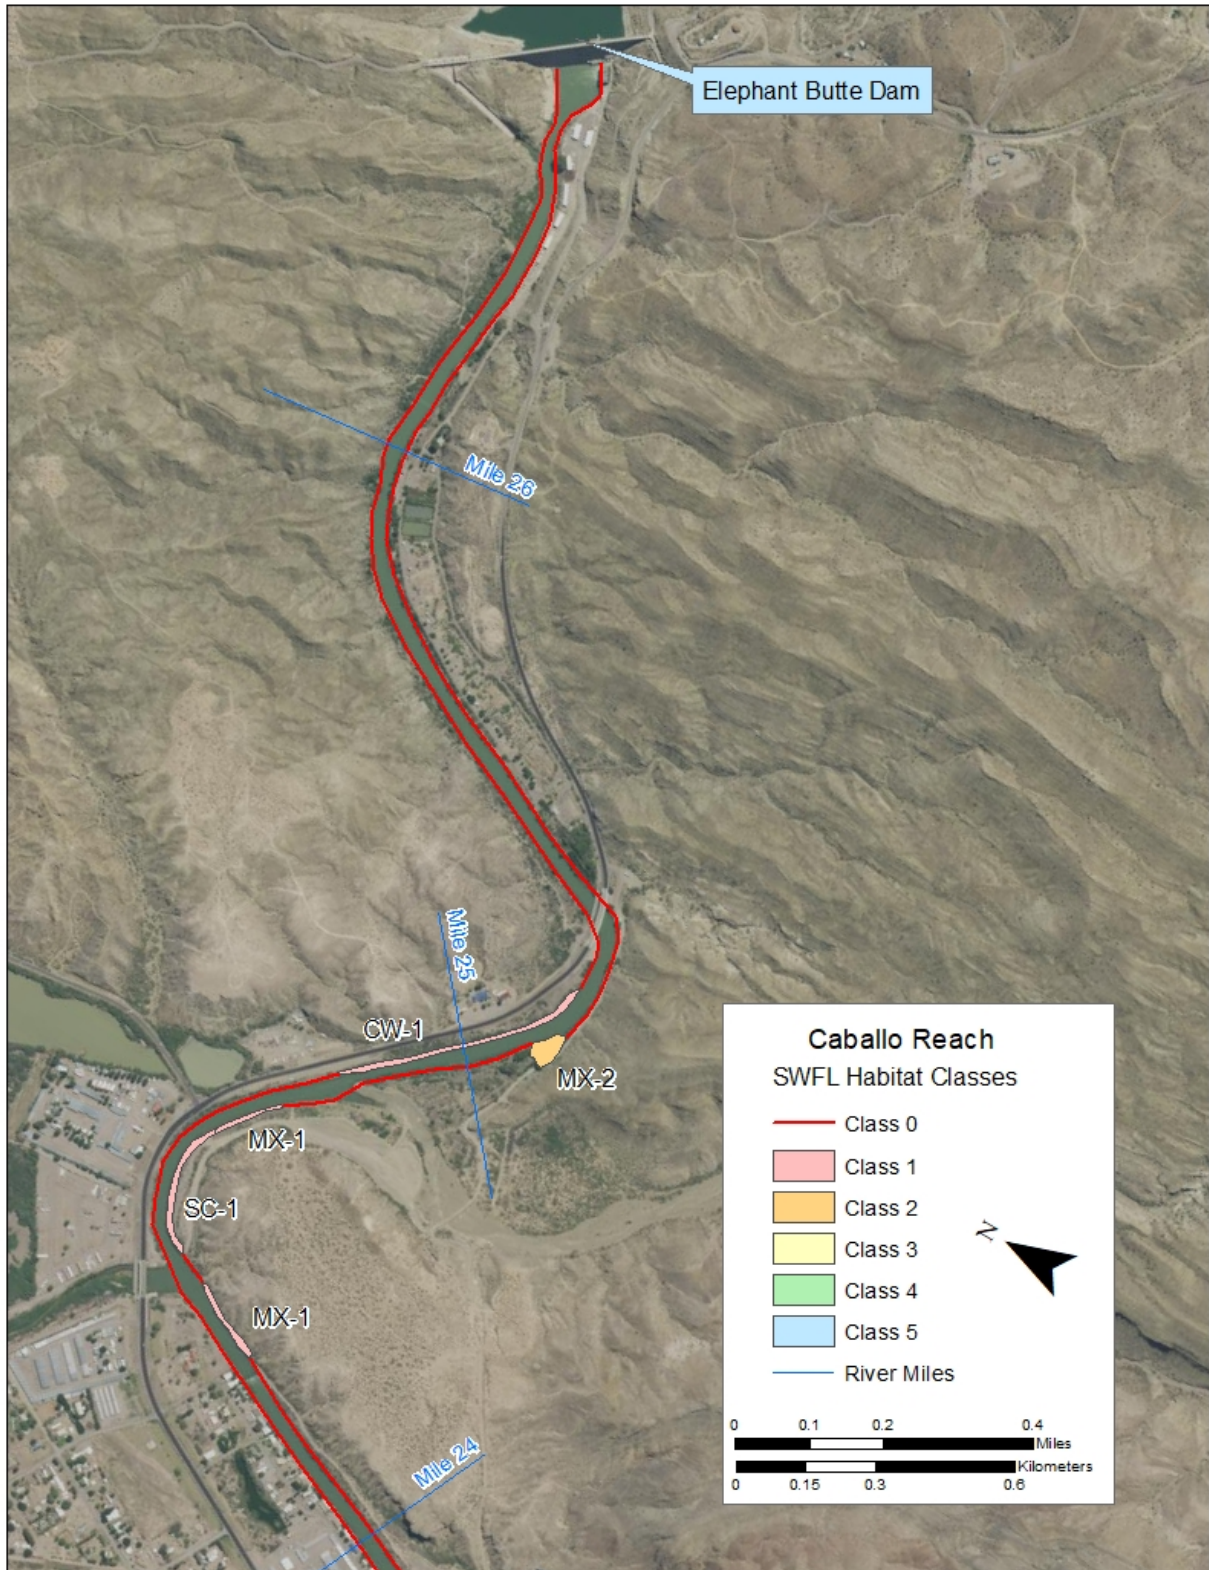 Elephant Butte Dam
Mile 26
Mile 25
CW-1
MX-2
MX-1
SC-1
MX-1
Mile 24
Caballo Reach
SWFL Habitat Classes
Class 0
Class 1
Class 2
Class 3
Class 4
Class 5
River Miles
N
0 0.1 0.2 0.4
Miles
Kilometers
0 0.15 0.3 0.6